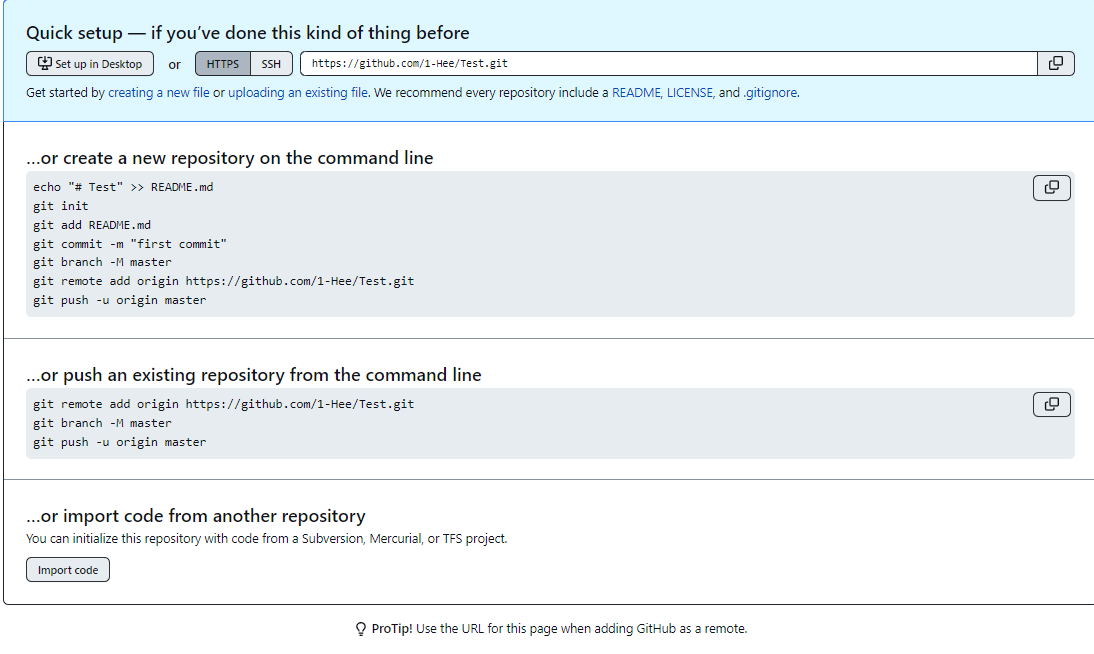 Quick setup — if you’ve done this kind of thing before
Set up in Desktop or HTTPS SSH https://github.com/1-Hee/Test.git
Get started by creating a new file or uploading an existing file. We recommend every repository include a README, LICENSE, and .gitignore.
…or create a new repository on the command line
echo "# Test" >> README.md
git init
git add README.md
git commit -m "first commit"
git branch -M master
git remote add origin https://github.com/1-Hee/Test.git
git push -u origin master
…or push an existing repository from the command line
git remote add origin https://github.com/1-Hee/Test.git
git branch -M master
git push -u origin master
…or import code from another repository
You can initialize this repository with code from a Subversion, Mercurial, or TFS project.
Import code
ProTip! Use the URL for this page when adding GitHub as a remote.